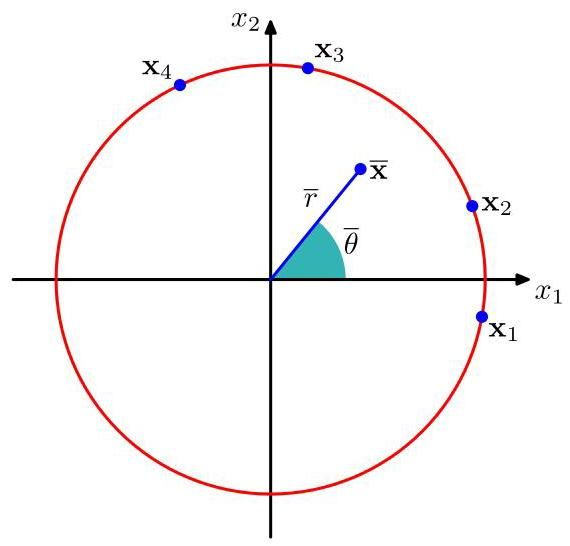 x₂
x₃
x₄
x̅
r̅
x₂
θ̅
x₁
x₁